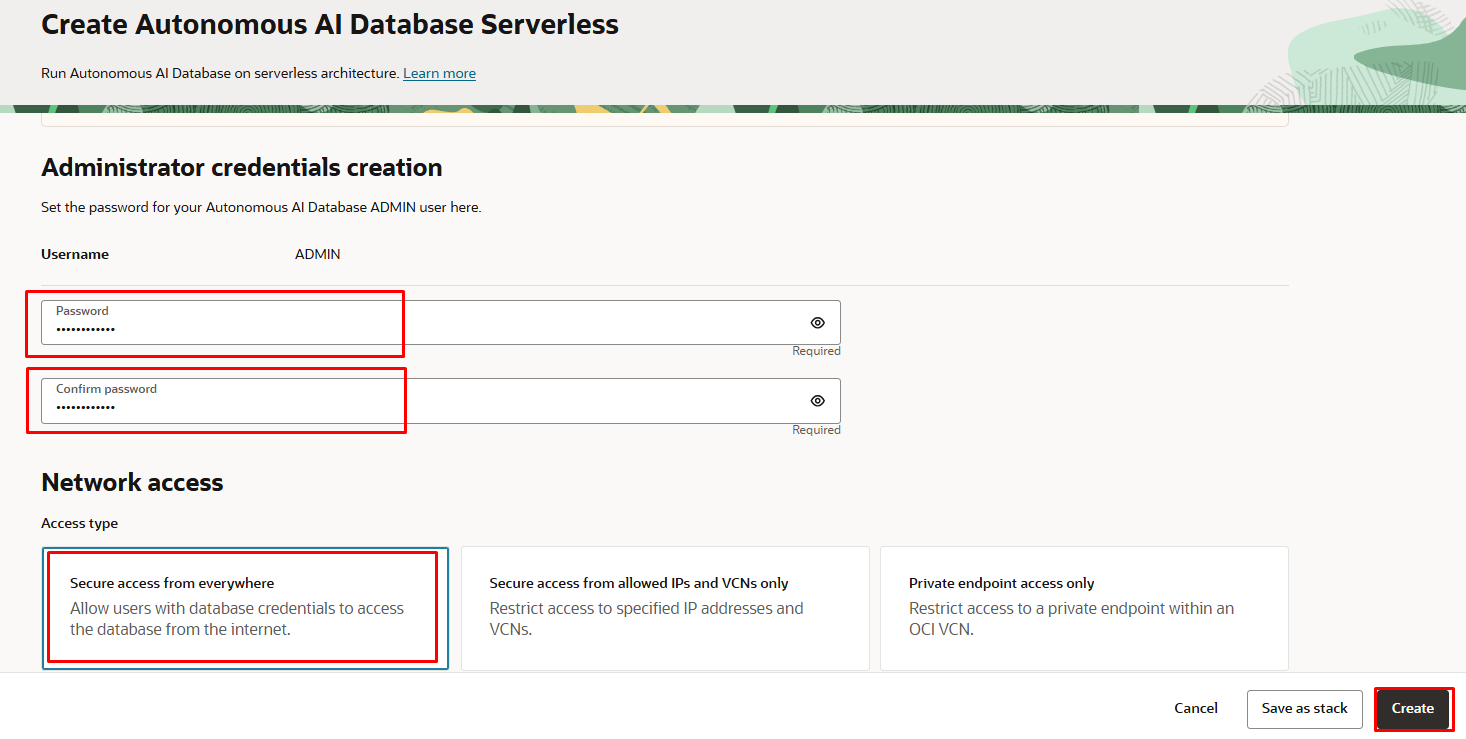 Create Autonomous AI Database Serverless
Run Autonomous AI Database on serverless architecture. Learn more
Administrator credentials creation
Set the password for your Autonomous AI Database ADMIN user here.
Username ADMIN
Password
••••••••••••
Required
Confirm password
••••••••••••
Required
Network access
Access type
Secure access from everywhere
Allow users with database credentials to access
the database from the internet.
Secure access from allowed IPs and VCNs only
Restrict access to specified IP addresses and
VCNs.
Private endpoint access only
Restrict access to a private endpoint within an
OCI VCN.
Cancel
Save as stack
Create